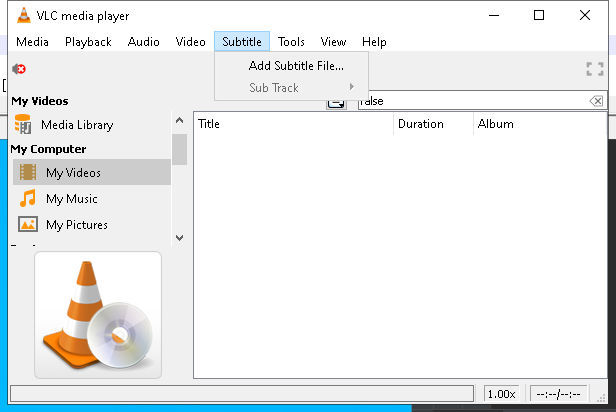 VLC media player
Media Playback Audio Video Subtitle Tools View Help
Add Subtitle File...
Sub Track
My Videos
false
Media Library
Title Duration Album
My Computer
My Videos
My Music
My Pictures
1.00x --:--/--:--